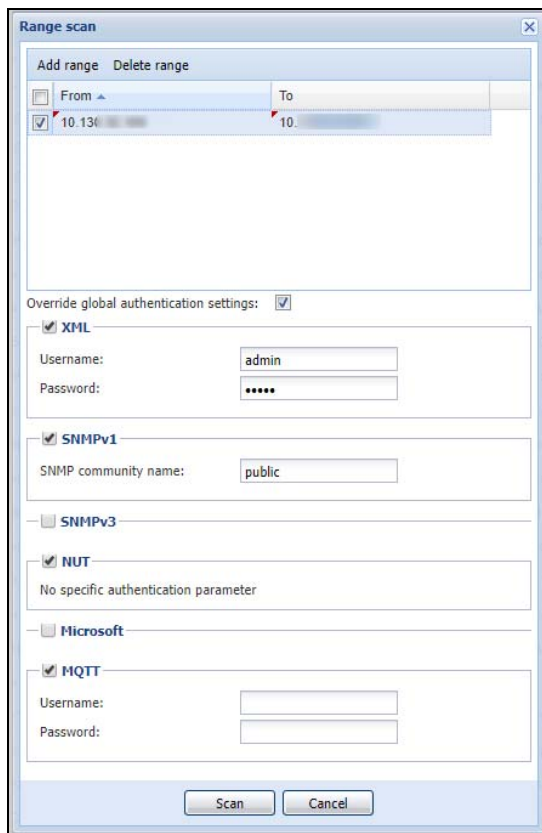 Range scan
Add range Delete range
From To
10.130 10.
Override global authentication settings:
XML
Username: admin
Password: •••••
SNMPv1
SNMP community name: public
SNMPv3
NUT
No specific authentication parameter
Microsoft
MQTT
Username:
Password:
Scan Cancel